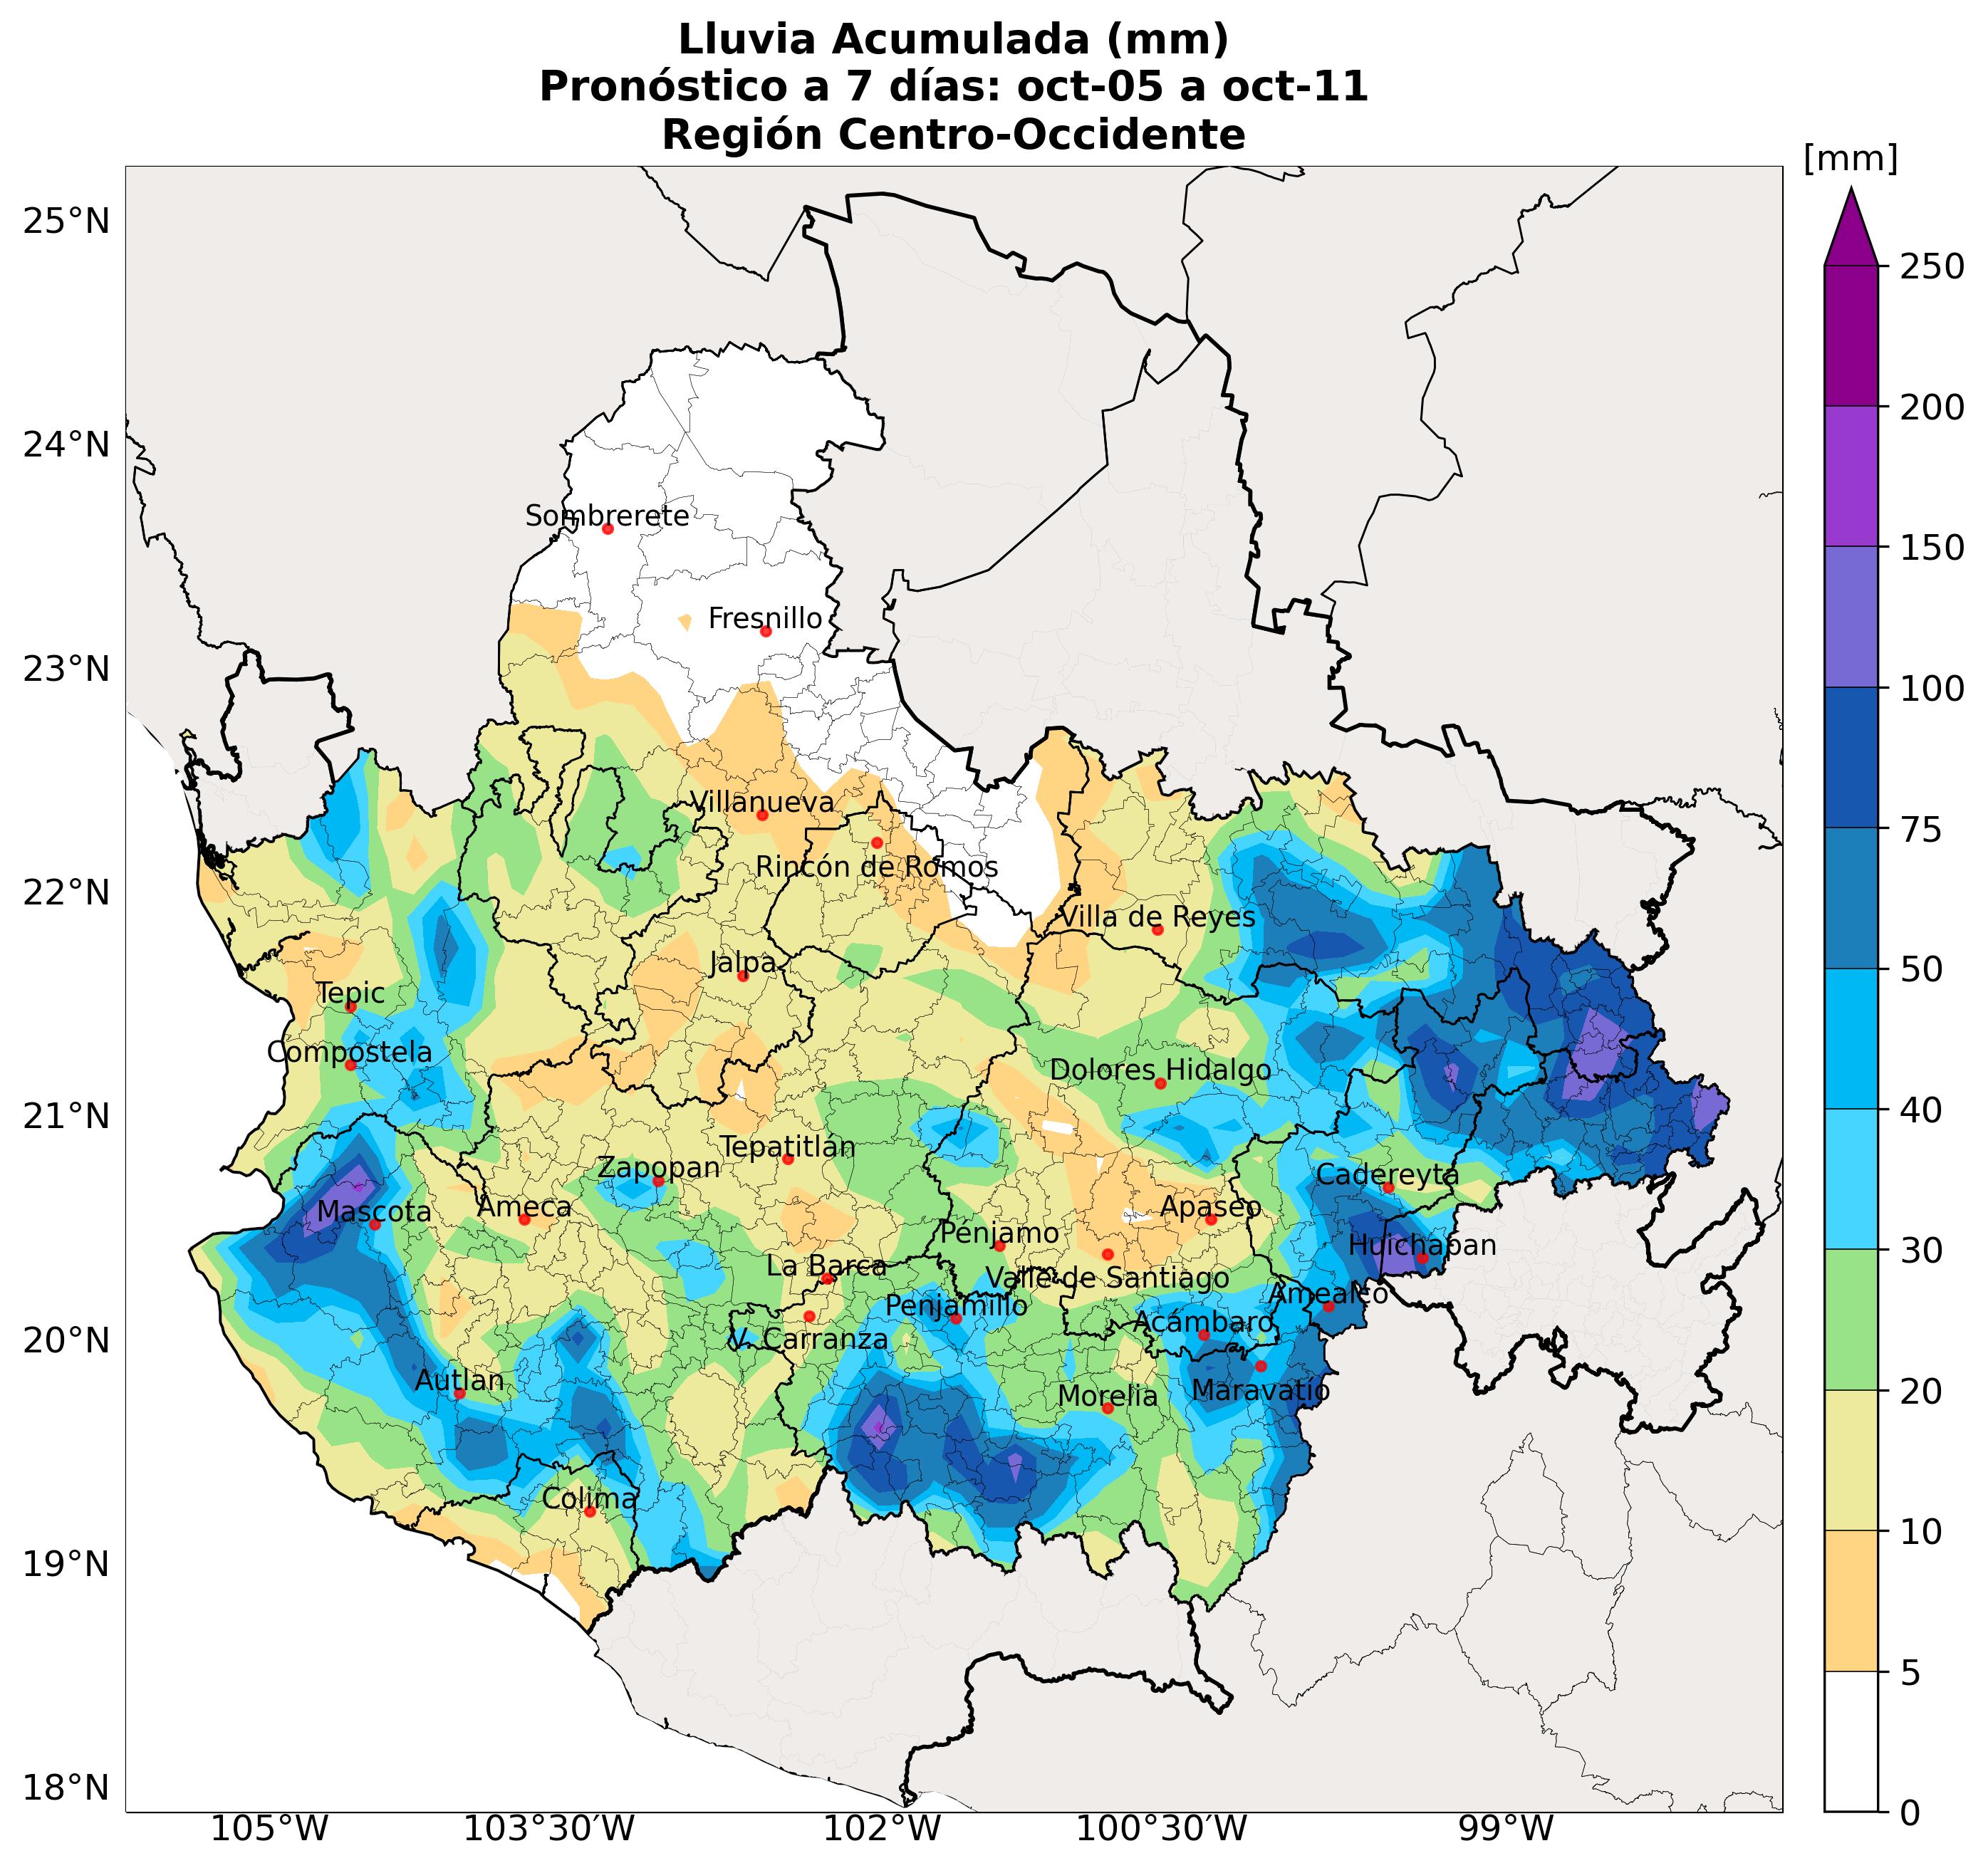 Lluvia Acumulada (mm)
Pronóstico a 7 días: oct-05 a oct-11
Región Centro-Occidente
[mm]
25°N
24°N
23°N
22°N
21°N
20°N
19°N
18°N
105°W
103°30'W
102°W
100°30'W
99°W
250
200
150
100
75
50
40
30
20
10
5
0
Sombrerete
Fresnillo
Villanueva
Rincón de Romos
Villa de Reyes
Jalpa
Tepic
Compostela
Dolores Hidalgo
Tepatitlán
Zapopan
Cadereyta
Mascota
Ameca
Apaseo
Penjamo
Huichapan
La Barca
Valle de Santiago
Amealco
Penjamillo
Acámbaro
V. Carranza
Autlán
Maravatío
Morelia
Colima